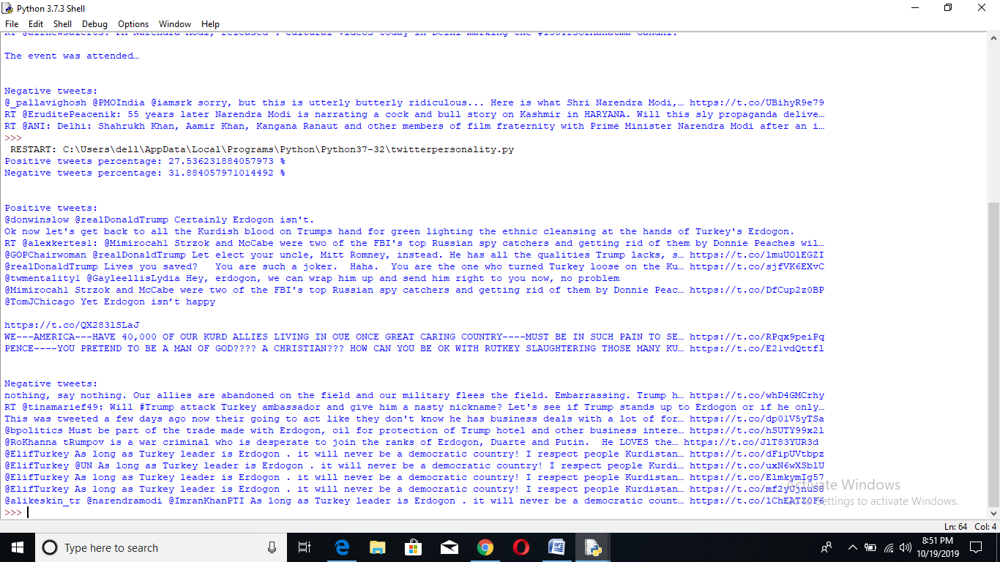 Python 3.7.3 Shell
File Edit Shell Debug Options Window Help
The event was attended…
Negative tweets:
@_pallavighosh @PMOIndia @iamsrk sorry, but this is utterly butterly ridiculous... Here is what Shri Narendra Modi,… https://t.co/UBihyR9e79
RT @EruditePeacenik: 55 years later Narendra Modi is narrating a cock and bull story on Kashmir in HARYANA. Will this sly propaganda delive…
RT @ANI: Delhi: Shahrukh Khan, Aamir Khan, Kangana Ranaut and other members of film fraternity with Prime Minister Narendra Modi after an i…
>>>
RESTART: C:\Users\dell\AppData\Local\Programs\Python\Python37-32\twitterpersonality.py
Positive tweets percentage: 27.536231884057973 %
Negative tweets percentage: 31.884057971014492 %
Positive tweets:
@donwinslow @realDonaldTrump Certainly Erdogon isn't.
Ok now let's get back to all the Kurdish blood on Trumps hand for green lighting the ethnic cleansing at the hands of Turkey's Erdogon.
RT @alexkertes1: @Mimirocah1 Strzok and McCabe were two of the FBI's top Russian spy catchers and getting rid of them by Donnie Peaches wil…
@GOPChairwoman @realDonaldTrump Let elect your uncle, Mitt Romney, instead. He has all the qualities Trump lacks, s… https://t.co/lmuUOlEGZI
@realDonaldTrump Lives you saved? You are such a joker. Haha. You are the one who turned Turkey loose on the Ku… https://t.co/sjfVK6EXvC
@twmentality1 @GayleellisLydia Hey, erdogon, we can wrap him up and send him right to you now, no problem
@Mimirocah1 Strzok and McCabe were two of the FBI's top Russian spy catchers and getting rid of them by Donnie Peac… https://t.co/DfCup2z0BP
@TomJChicago Yet Erdogon isn’t happy
https://t.co/QX2831SLaJ
WE---AMERICA---HAVE 40,000 OF OUR KURD ALLIES LIVING IN OUE ONCE GREAT CARING COUNTRY----MUST BE IN SUCH PAIN TO SE… https://t.co/RPqx9peiPq
PENCE----YOU PRETEND TO BE A MAN OF GOD???? A CHRISTIAN??? HOW CAN YOU BE OK WITH RUTKEY SLAUGHTERING THOSE MANY KU… https://t.co/E21vdQttfl
Negative tweets:
nothing, say nothing. Our allies are abandoned on the field and our military flees the field. Embarrassing. Trump h… https://t.co/whD4GMCrhy
RT @tinamarief49: Will #Trump attack Turkey ambassador and give him a nasty nickname? Let's see if Trump stands up to Erdogon or if he only…
This was tweeted a few days ago now their going to act like they don't know he has business deals with a lot of for… https://t.co/dp01V5yTSa
@bpolitics Must be part of the trade made with Erdogon, oil for protection of Trump hotel and other business intere… https://t.co/hSUTY99x2l
@RoKhanna tRumpov is a war criminal who is desperate to join the ranks of Erdogon, Duarte and Putin. He LOVES the… https://t.co/JlT83YUR3d
@ElifTurkey As long as Turkey leader is Erdogon . it will never be a democratic country! I respect people Kurdistan… https://t.co/dFipUVtbpz
@ElifTurkey @UN As long as Turkey leader is Erdogon . it will never be a democratic country! I respect people Kurdi… https://t.co/uxN6wXSblU
@ElifTurkey As long as Turkey leader is Erdogon . it will never be a democratic country! I respect people Kurdistan… https://t.co/ElmkymIg57
@ElifTurkey As long as Turkey leader is Erdogon . it will never be a democratic country! I respect people Kurdistan… https://t.co/mf2yUjnuS8
@alikeskin_tr @narendramodi @ImranKhanPTI As long as Turkey leader is Erdogon . it will never be a democratic count…
>>>
Activate Windows
Go to Settings to activate Windows.
Ln: 64 Col: 4
Type here to search
8:51 PM
10/19/2019